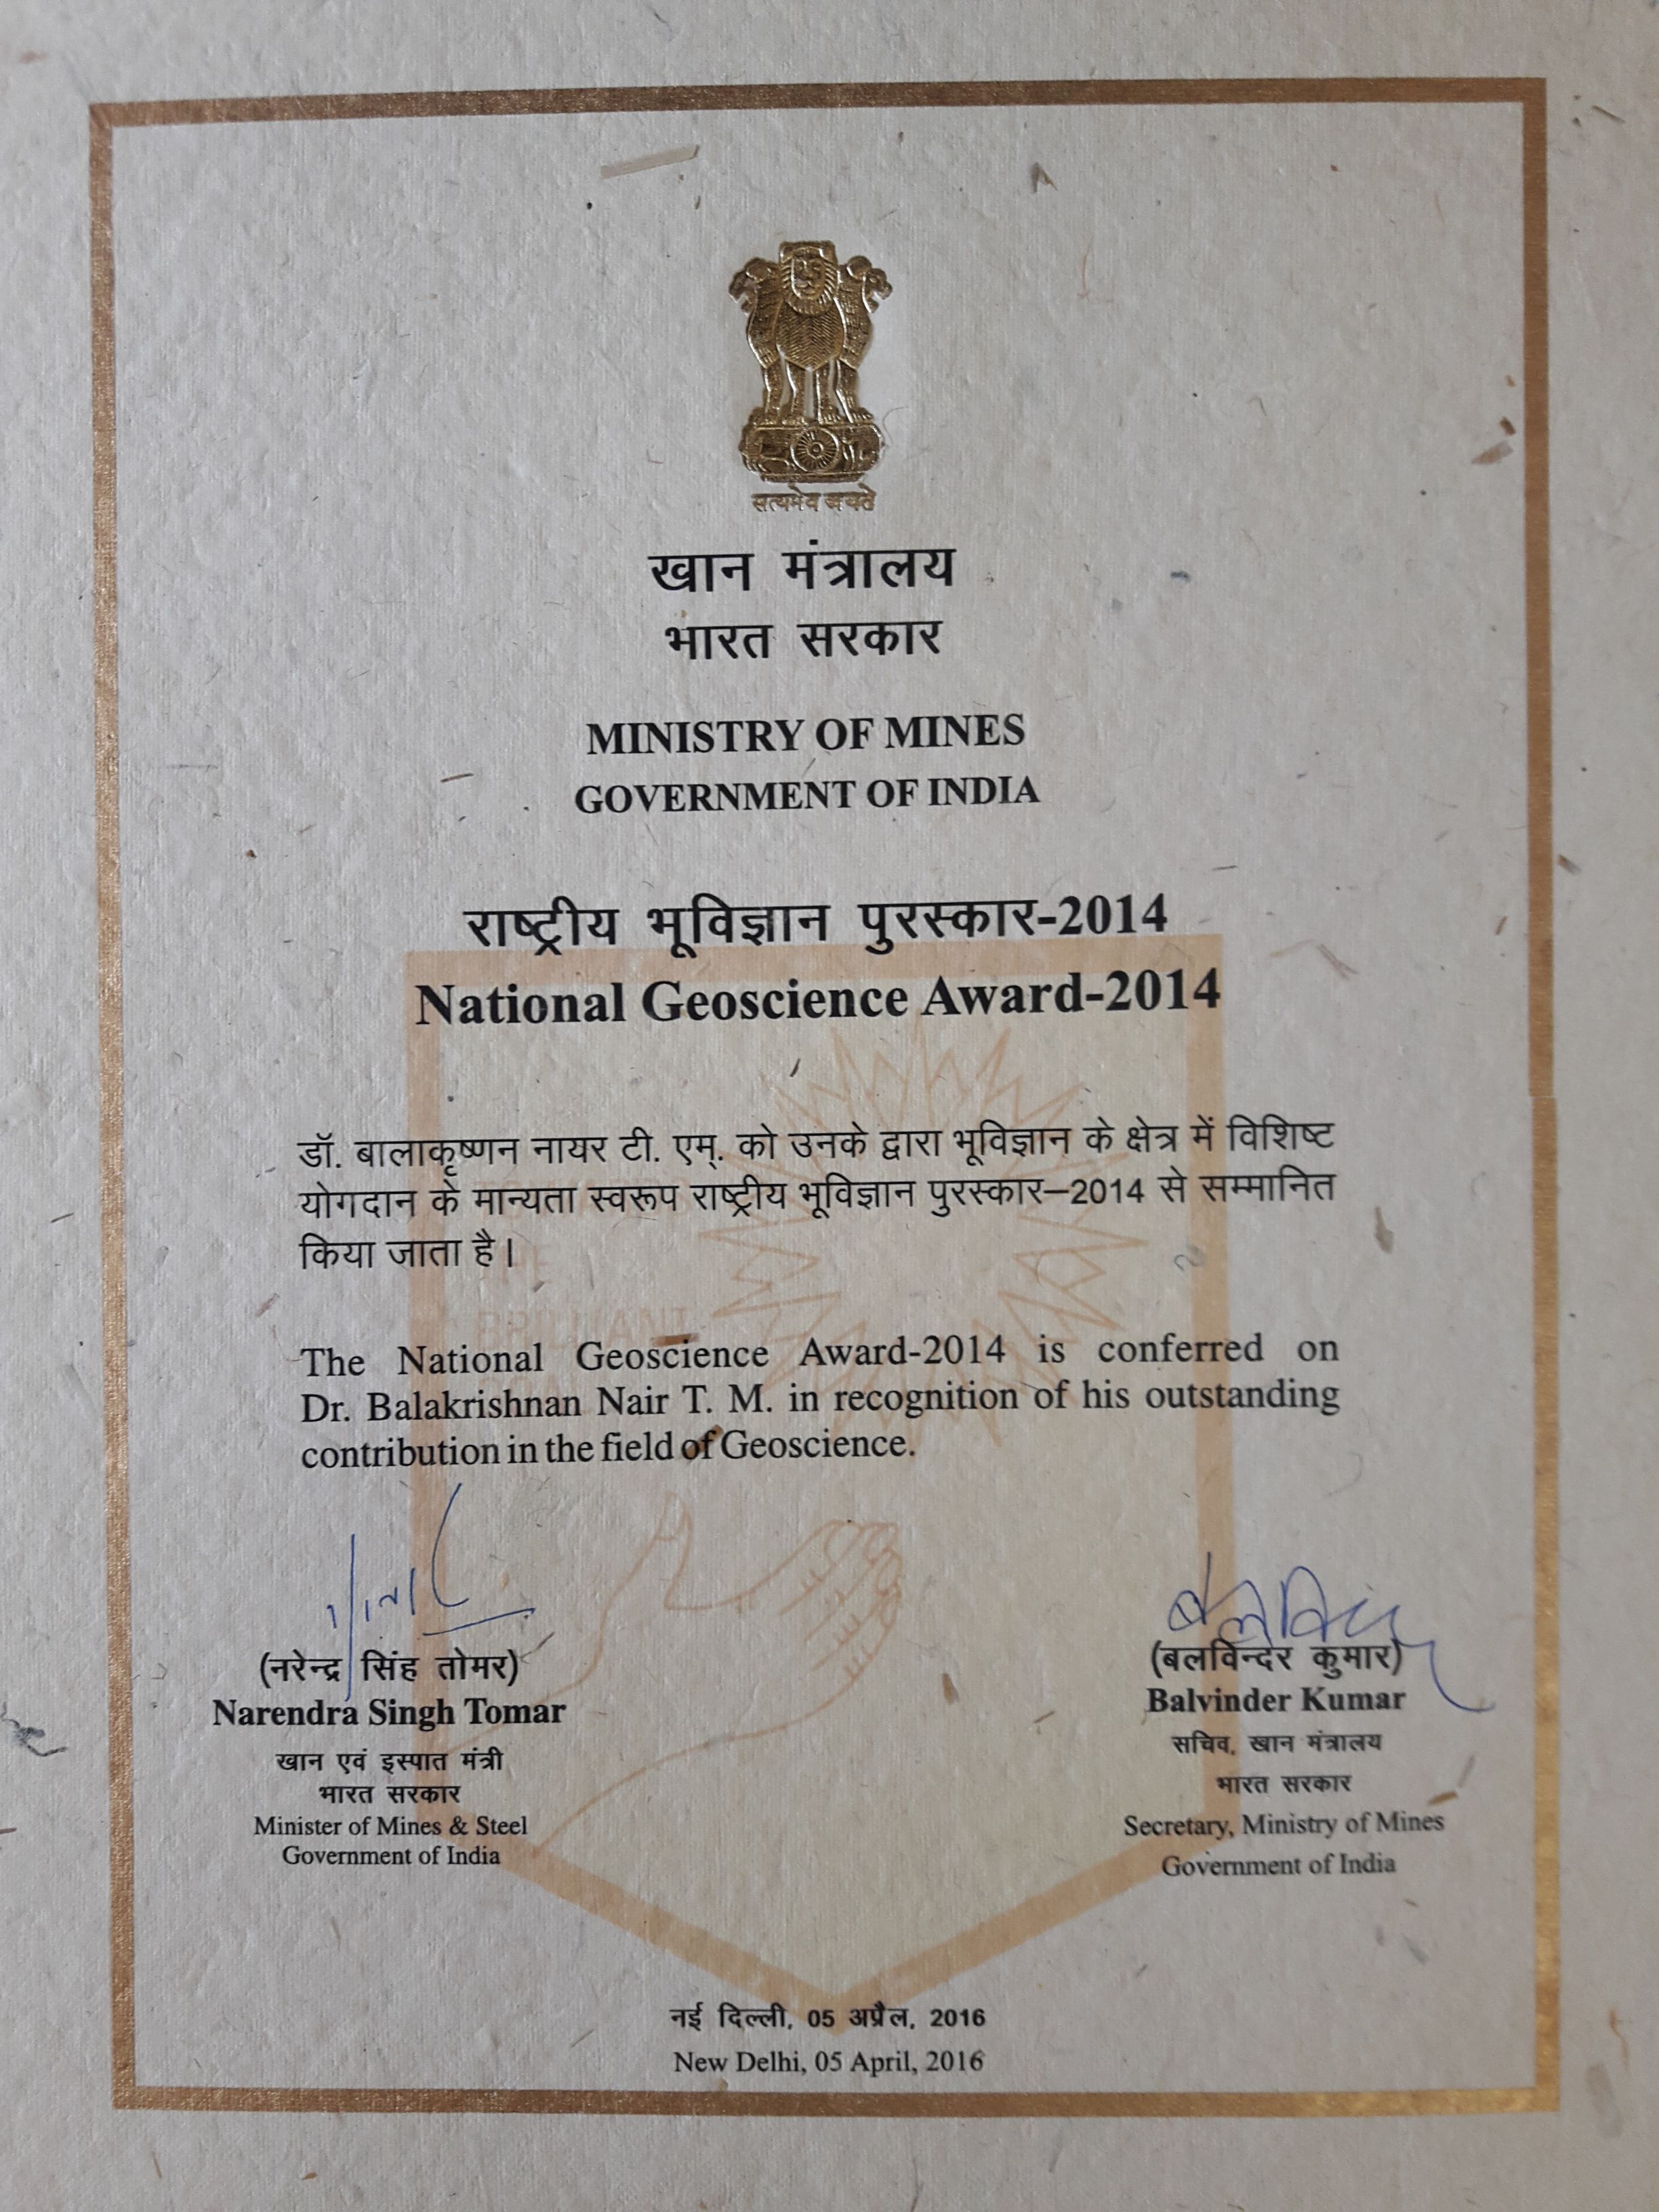 सत्यमेव जयते
खान मंत्रालय
भारत सरकार
MINISTRY OF MINES
GOVERNMENT OF INDIA
राष्ट्रीय भूविज्ञान पुरस्कार-2014
National Geoscience Award-2014
डॉ. बालाकृष्णन नायर टी. एम्. को उनके द्वारा भूविज्ञान के क्षेत्र में विशिष्ट
योगदान के मान्यता स्वरूप राष्ट्रीय भूविज्ञान पुरस्कार–2014 से सम्मानित
किया जाता है।
BRILLIANT
The National Geoscience Award-2014 is conferred on
Dr. Balakrishnan Nair T. M. in recognition of his outstanding
contribution in the field of Geoscience.
(नरेन्द्र सिंह तोमर)
Narendra Singh Tomar
खान एवं इस्पात मंत्री
भारत सरकार
Minister of Mines & Steel
Government of India
(बलविन्दर कुमार)
Balvinder Kumar
सचिव, खान मंत्रालय
भारत सरकार
Secretary, Ministry of Mines
Government of India
नई दिल्ली, 05 अप्रैल, 2016
New Delhi, 05 April, 2016